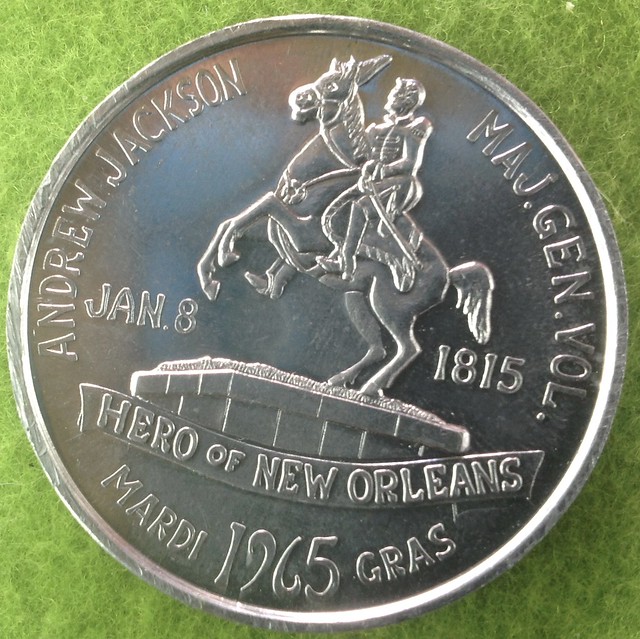 ANDREW JACKSON
MAJ. GEN. VOL.
JAN. 8
1815
HERO OF NEW ORLEANS
MARDI 1965 GRAS